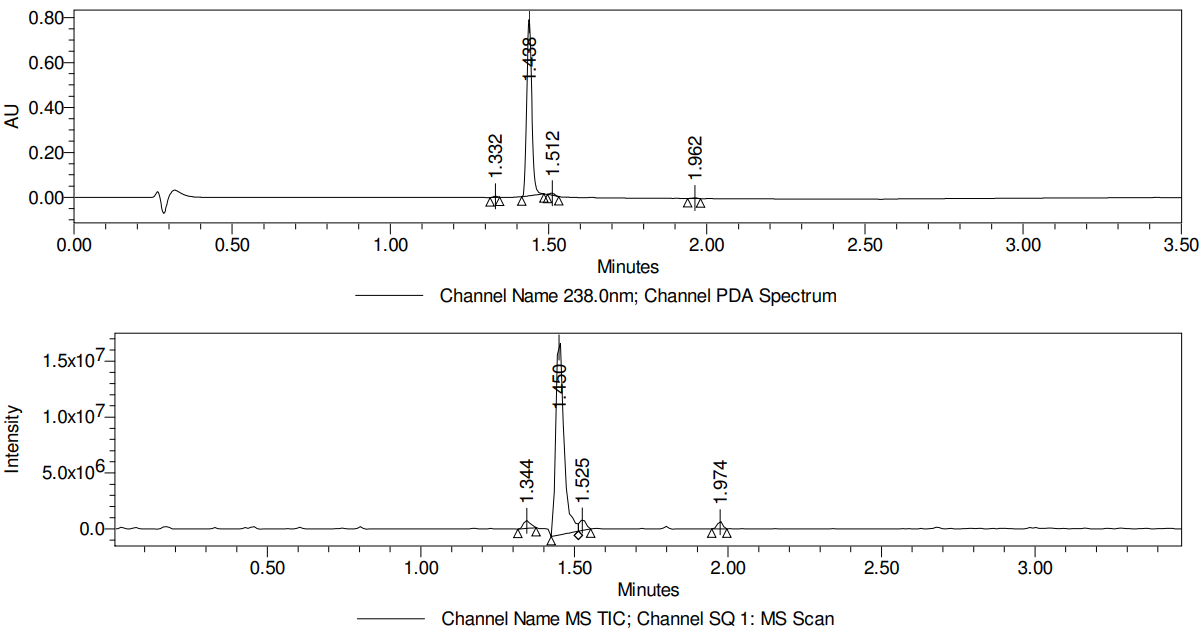 0.80
0.60
0.40
0.20
0.00
AU
1.332
1.438
1.512
1.962
0.00 0.50 1.00 1.50 2.00 2.50 3.00 3.50
Minutes
Channel Name 238.0nm; Channel PDA Spectrum
1.5x10⁷
1.0x10⁷
5.0x10⁶
0.0
Intensity
1.344
1.450
1.525
1.974
0.50 1.00 1.50 2.00 2.50 3.00
Minutes
Channel Name MS TIC; Channel SQ 1: MS Scan